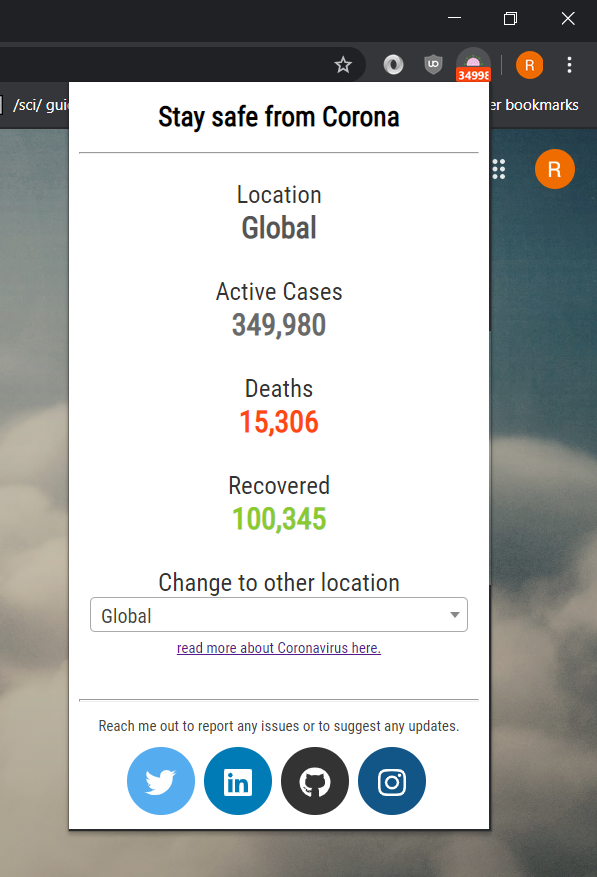 34998
R
/sci/ gui
er bookmarks
R
Stay safe from Corona
Location
Global
Active Cases
349,980
Deaths
15,306
Recovered
100,345
Change to other location
Global
read more about Coronavirus here.
Reach me out to report any issues or to suggest any updates.
in